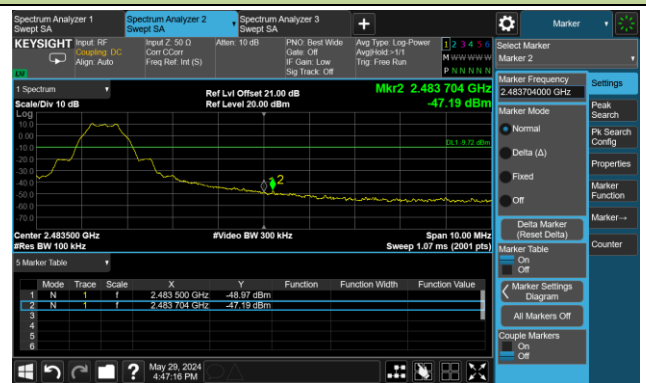 Spectrum Analyzer 1
Swept SA
Spectrum Analyzer 2
Swept SA
Spectrum Analyzer 3
Swept SA
+
Marker
KEYSIGHT
Input: RF
Coupling: DC
Align: Auto
Input Z: 50 Ω
Corr CCorr
Freq Ref: Int (S)
Atten: 10 dB
PNO: Best Wide
Gate: Off
IF Gain: Low
Sig Track: Off
Avg Type: Log-Power
Avg|Hold:>1/1
Trig: Free Run
1 2 3 4 5 6
M W W W W W
P N N N N N
LVI
Select Marker
Marker 2
1 Spectrum
Scale/Div 10 dB
Ref Lvl Offset 21.00 dB
Ref Level 20.00 dBm
Mkr2 2.483 704 GHz
-47.19 dBm
Log
10.0
0.00
-10.0
-20.0
-30.0
-40.0
-50.0
-60.0
-70.0
DL1 -9.72 dBm
1
2
Center 2.483500 GHz
#Res BW 100 kHz
#Video BW 300 kHz
Span 10.00 MHz
Sweep 1.07 ms (2001 pts)
5 Marker Table
Mode Trace Scale X Y Function Function Width Function Value
1 N 1 f 2.483 500 GHz -48.97 dBm
2 N 1 f 2.483 704 GHz -47.19 dBm
3
4
5
6
Marker Frequency
2.483704000 GHz
Marker Mode
Normal
Delta (Δ)
Fixed
Off
Delta Marker
(Reset Delta)
Marker Table
On
Off
Marker Settings
Diagram
All Markers Off
Couple Markers
On
Off
Settings
Peak
Search
Pk Search
Config
Properties
Marker
Function
Marker→
Counter
?
May 29, 2024
4:47:16 PM